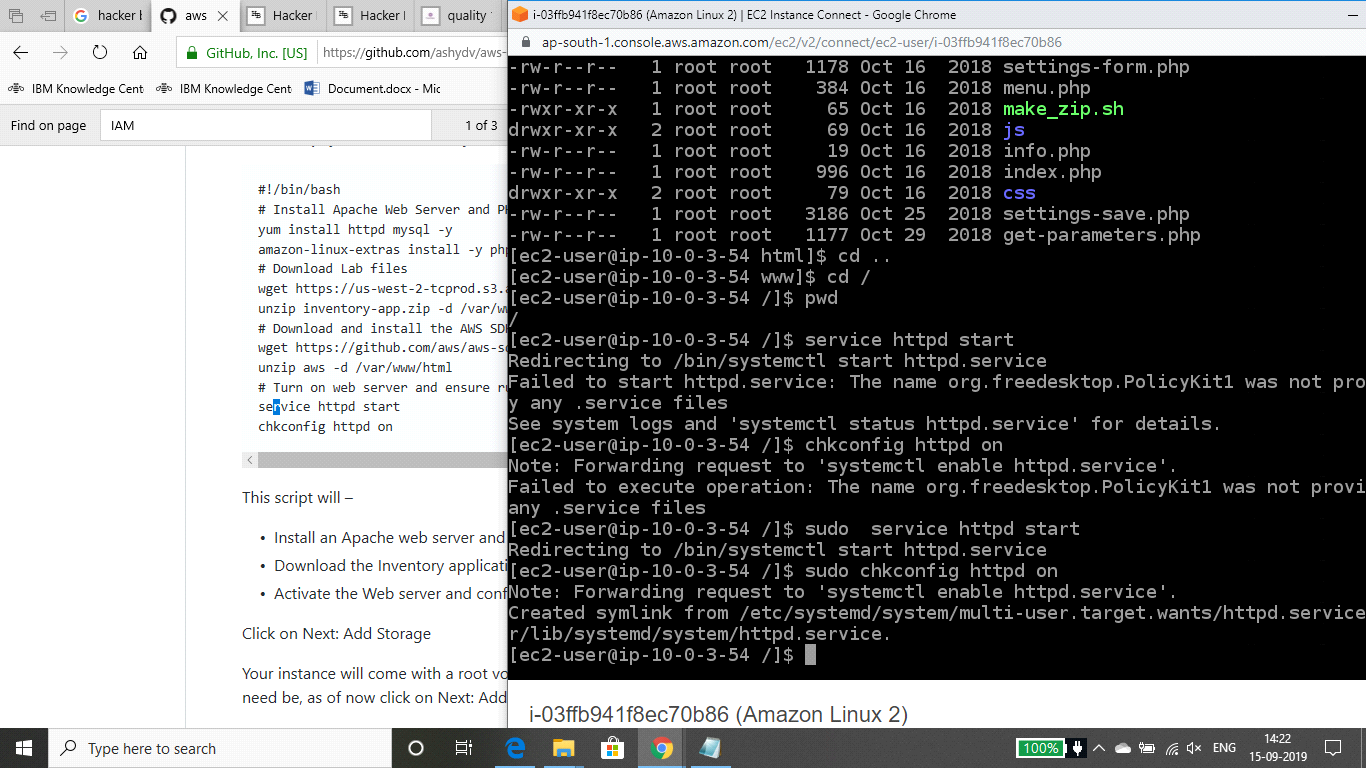 hacker b
aws
Hacker
Hacker
quality
GitHub, Inc. [US]
https://github.com/ashydv/aws-
IBM Knowledge Cent
IBM Knowledge Cent
Document.docx - Mic
Find on page
IAM
1 of 3
#!/bin/bash
# Install Apache Web Server and PH
yum install httpd mysql -y
amazon-linux-extras install -y php
# Download Lab files
wget https://us-west-2-tcprod.s3.a
unzip inventory-app.zip -d /var/ww
# Download and install the AWS SDK
wget https://github.com/aws/aws-sd
unzip aws -d /var/www/html
# Turn on web server and ensure ru
service httpd start
chkconfig httpd on
This script will –
• Install an Apache web server and
• Download the Inventory applicati
• Activate the Web server and conf
Click on Next: Add Storage
Your instance will come with a root vo
need be, as of now click on Next: Add
i-03ffb941f8ec70b86 (Amazon Linux 2) | EC2 Instance Connect - Google Chrome
ap-south-1.console.aws.amazon.com/ec2/v2/connect/ec2-user/i-03ffb941f8ec70b86
-rw-r--r-- 1 root root 1178 Oct 16 2018 settings-form.php
-rw-r--r-- 1 root root 384 Oct 16 2018 menu.php
-rwxr-xr-x 1 root root 65 Oct 16 2018 make_zip.sh
drwxr-xr-x 2 root root 69 Oct 16 2018 js
-rw-r--r-- 1 root root 19 Oct 16 2018 info.php
-rw-r--r-- 1 root root 996 Oct 16 2018 index.php
drwxr-xr-x 2 root root 79 Oct 16 2018 css
-rw-r--r-- 1 root root 3186 Oct 25 2018 settings-save.php
-rw-r--r-- 1 root root 1177 Oct 29 2018 get-parameters.php
[ec2-user@ip-10-0-3-54 html]$ cd ..
[ec2-user@ip-10-0-3-54 www]$ cd /
[ec2-user@ip-10-0-3-54 /]$ pwd
/
[ec2-user@ip-10-0-3-54 /]$ service httpd start
Redirecting to /bin/systemctl start httpd.service
Failed to start httpd.service: The name org.freedesktop.PolicyKit1 was not pro
y any .service files
See system logs and 'systemctl status httpd.service' for details.
[ec2-user@ip-10-0-3-54 /]$ chkconfig httpd on
Note: Forwarding request to 'systemctl enable httpd.service'.
Failed to execute operation: The name org.freedesktop.PolicyKit1 was not provi
any .service files
[ec2-user@ip-10-0-3-54 /]$ sudo  service httpd start
Redirecting to /bin/systemctl start httpd.service
[ec2-user@ip-10-0-3-54 /]$ sudo chkconfig httpd on
Note: Forwarding request to 'systemctl enable httpd.service'.
Created symlink from /etc/systemd/system/multi-user.target.wants/httpd.service
r/lib/systemd/system/httpd.service.
[ec2-user@ip-10-0-3-54 /]$
i-03ffb941f8ec70b86 (Amazon Linux 2)
Type here to search
100%
ENG
14:22
15-09-2019